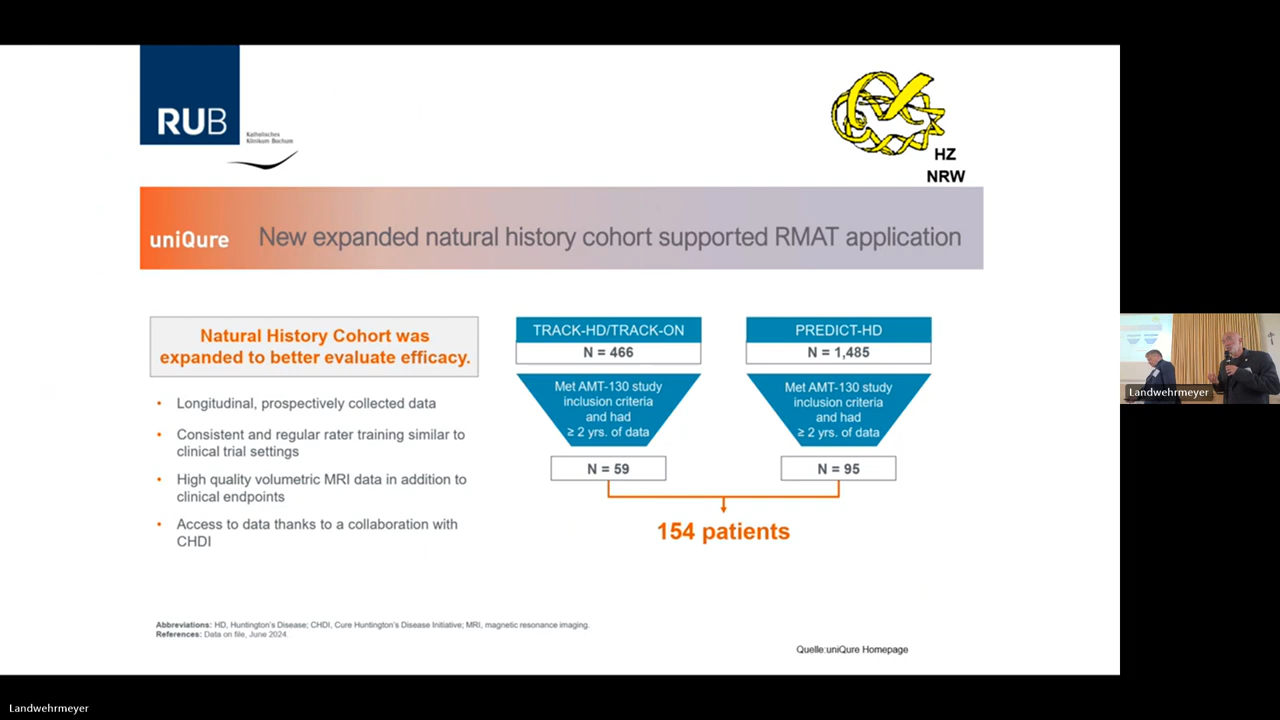 RUB
Katholisches
Klinikum Bochum
HZ
NRW
uniQure
New expanded natural history cohort supported RMAT application
Natural History Cohort was
expanded to better evaluate efficacy.
• Longitudinal, prospectively collected data
• Consistent and regular rater training similar to
clinical trial settings
• High quality volumetric MRI data in addition to
clinical endpoints
• Access to data thanks to a collaboration with
CHDI
TRACK-HD/TRACK-ON
N = 466
Met AMT-130 study
inclusion criteria
and had
≥ 2 yrs. of data
N = 59
PREDICT-HD
N = 1,485
Met AMT-130 study
inclusion criteria
and had
≥ 2 yrs. of data
N = 95
154 patients
Abbreviations: HD, Huntington's Disease; CHDI, Cure Huntington's Disease Initiative; MRI, magnetic resonance imaging.
References: Data on file, June 2024.
Quelle:uniQure Homepage
Landwehrmeyer
Landwehrmeyer